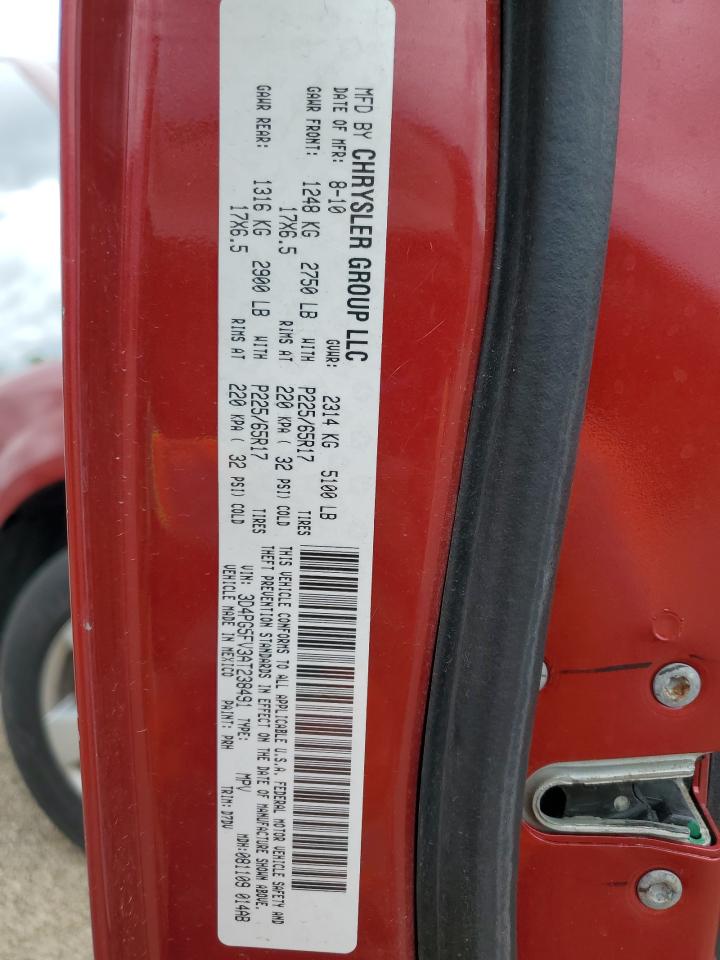 MFD BY CHRYSLER GROUP LLC
DATE OF MFR: 8-10 GVWR: 2314 KG 5100 LB
GAWR FRONT: 1248 KG 2750 LB WITH P225/65R17 TIRES
17X6.5 RIMS AT 220 KPA ( 32 PSI) COLD
GAWR REAR: 1316 KG 2900 LB WITH P225/65R17 TIRES
17X6.5 RIMS AT 220 KPA ( 32 PSI) COLD
THIS VEHICLE CONFORMS TO ALL APPLICABLE U.S.A. FEDERAL MOTOR VEHICLE SAFETY AND
THEFT PREVENTION STANDARDS IN EFFECT ON THE DATE OF MANUFACTURE SHOWN ABOVE.
VIN: 3D4PG5FV3AT238491 TYPE: MPV MDH:081109 014AB
VEHICLE MADE IN MEXICO PAINT: PRH TRIM: D7DV